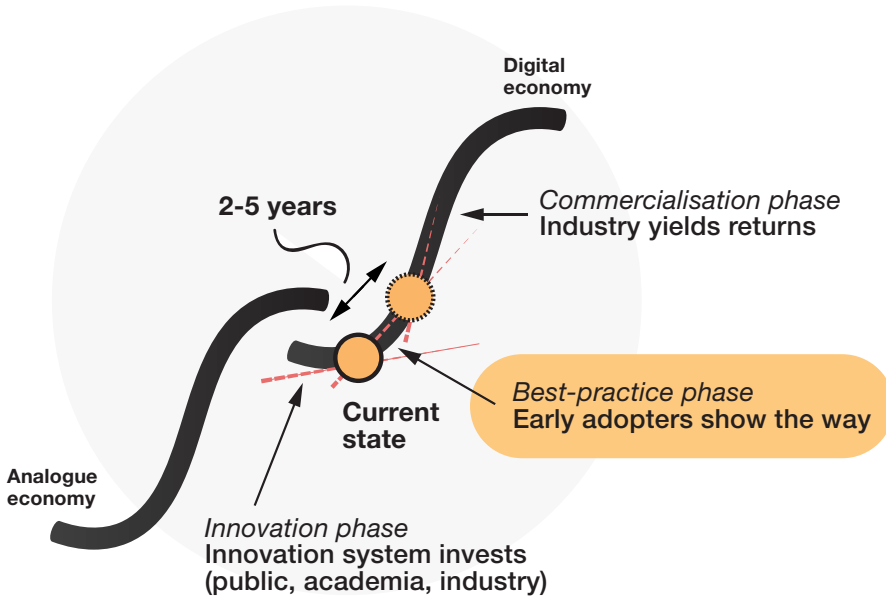 Digital
economy
Commercialisation phase
Industry yields returns
2-5 years
Best-practice phase
Early adopters show the way
Current
state
Analogue
economy
Innovation phase
Innovation system invests
(public, academia, industry)